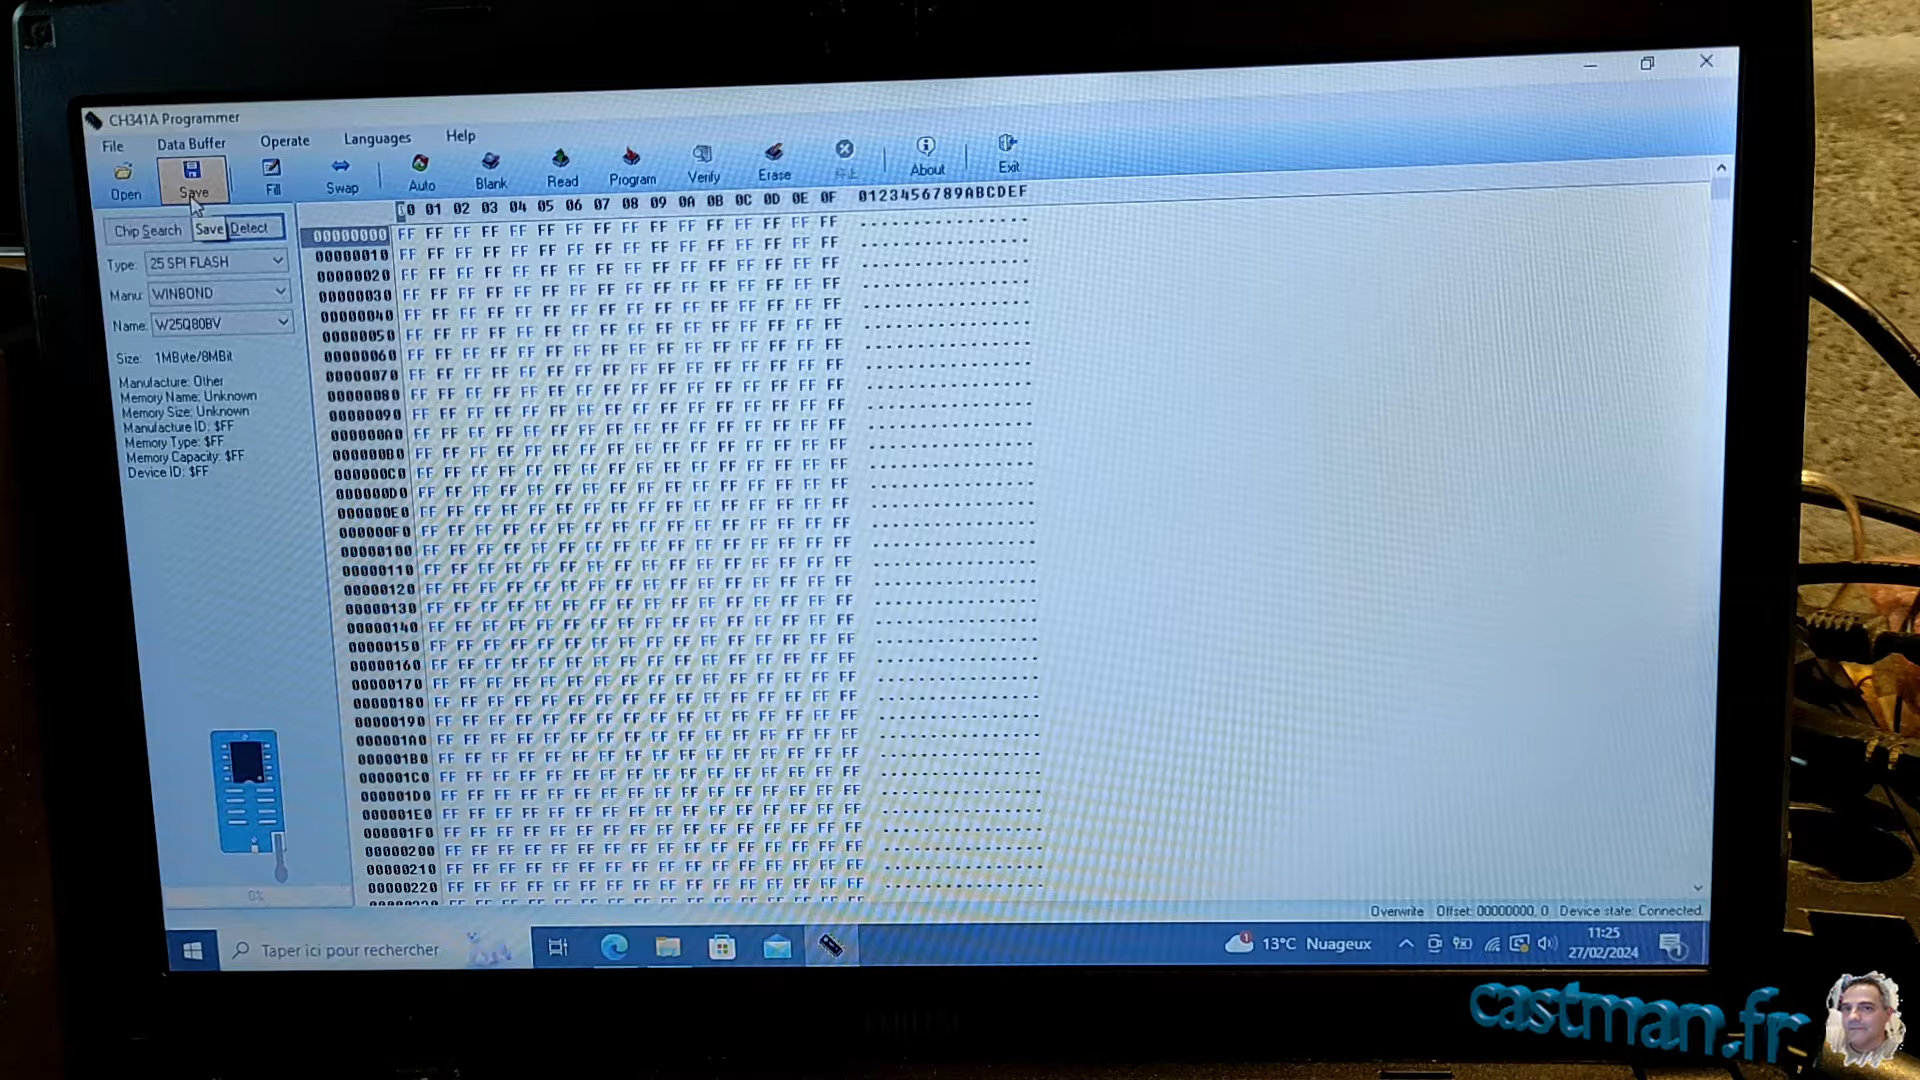 CH341A Programmer
File Data Buffer Operate Languages Help
Open Save Fill Swap Auto Blank Read Program Verify Erase About Exit
Chip Search Save Detect
Type: 25 SPI FLASH
Manu: WINBOND
Name: W25Q80BV
Size: 1MByte/8MBit
Manufacture: Other
Memory Name: Unknown
Memory Size: Unknown
Manufacture ID: $FF
Memory Type: $FF
Memory Capacity: $FF
Device ID: $FF
0%
00 01 02 03 04 05 06 07 08 09 0A 0B 0C 0D 0E 0F 0123456789ABCDEF
00000000 FF FF FF FF FF FF FF FF FF FF FF FF FF FF FF FF ................
00000010 FF FF FF FF FF FF FF FF FF FF FF FF FF FF FF FF ................
00000020 FF FF FF FF FF FF FF FF FF FF FF FF FF FF FF FF ................
00000030 FF FF FF FF FF FF FF FF FF FF FF FF FF FF FF FF ................
00000040 FF FF FF FF FF FF FF FF FF FF FF FF FF FF FF FF ................
00000050 FF FF FF FF FF FF FF FF FF FF FF FF FF FF FF FF ................
00000060 FF FF FF FF FF FF FF FF FF FF FF FF FF FF FF FF ................
00000070 FF FF FF FF FF FF FF FF FF FF FF FF FF FF FF FF ................
00000080 FF FF FF FF FF FF FF FF FF FF FF FF FF FF FF FF ................
00000090 FF FF FF FF FF FF FF FF FF FF FF FF FF FF FF FF ................
000000A0 FF FF FF FF FF FF FF FF FF FF FF FF FF FF FF FF ................
000000B0 FF FF FF FF FF FF FF FF FF FF FF FF FF FF FF FF ................
000000C0 FF FF FF FF FF FF FF FF FF FF FF FF FF FF FF FF ................
000000D0 FF FF FF FF FF FF FF FF FF FF FF FF FF FF FF FF ................
000000E0 FF FF FF FF FF FF FF FF FF FF FF FF FF FF FF FF ................
000000F0 FF FF FF FF FF FF FF FF FF FF FF FF FF FF FF FF ................
00000100 FF FF FF FF FF FF FF FF FF FF FF FF FF FF FF FF ................
00000110 FF FF FF FF FF FF FF FF FF FF FF FF FF FF FF FF ................
00000120 FF FF FF FF FF FF FF FF FF FF FF FF FF FF FF FF ................
00000130 FF FF FF FF FF FF FF FF FF FF FF FF FF FF FF FF ................
00000140 FF FF FF FF FF FF FF FF FF FF FF FF FF FF FF FF ................
00000150 FF FF FF FF FF FF FF FF FF FF FF FF FF FF FF FF ................
00000160 FF FF FF FF FF FF FF FF FF FF FF FF FF FF FF FF ................
00000170 FF FF FF FF FF FF FF FF FF FF FF FF FF FF FF FF ................
00000180 FF FF FF FF FF FF FF FF FF FF FF FF FF FF FF FF ................
00000190 FF FF FF FF FF FF FF FF FF FF FF FF FF FF FF FF ................
000001A0 FF FF FF FF FF FF FF FF FF FF FF FF FF FF FF FF ................
000001B0 FF FF FF FF FF FF FF FF FF FF FF FF FF FF FF FF ................
000001C0 FF FF FF FF FF FF FF FF FF FF FF FF FF FF FF FF ................
000001D0 FF FF FF FF FF FF FF FF FF FF FF FF FF FF FF FF ................
000001E0 FF FF FF FF FF FF FF FF FF FF FF FF FF FF FF FF ................
000001F0 FF FF FF FF FF FF FF FF FF FF FF FF FF FF FF FF ................
00000200 FF FF FF FF FF FF FF FF FF FF FF FF FF FF FF FF ................
00000210 FF FF FF FF FF FF FF FF FF FF FF FF FF FF FF FF ................
00000220 FF FF FF FF FF FF FF FF FF FF FF FF FF FF FF FF ................
Overwrite Offset: 00000000, 0 Device state: Connected.
Taper ici pour rechercher
13°C Nuageux
11:25
27/02/2024
castman.fr